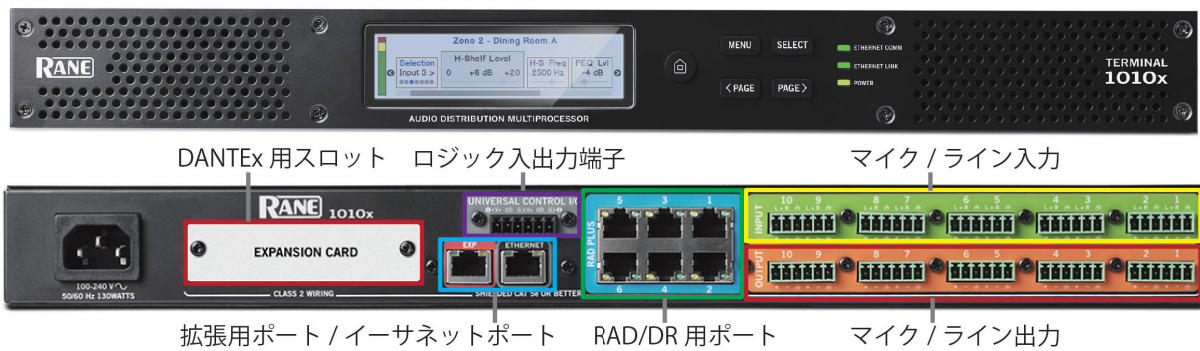 RANE
Zone 2 - Dining Room A
Selection
Input 3 >
H-Shelf Level
0 +6 dB +20
H-S Freq
2500 Hz
PEQ Lvl
-4 dB
AUDIO DISTRIBUTION MULTIPROCESSOR
MENU SELECT
< PAGE PAGE >
ETHERNET COMM
ETHERNET LINK
POWER
TERMINAL
1010x
DANTEx 用スロット
ロジック入出力端子
マイク / ライン入力
RANE 1010x
100-240 V
50/60 Hz 130WATTS
EXPANSION CARD
CLASS 2 WIRING
UNIVERSAL CONTROL I/O
EXP
ETHERNET
SHIELDED CAT 5e OR BETTER
RAD PLUS
5 3 1
6 4 2
INPUT
10 9 8 7 6 5 4 3 2 1
OUTPUT
10 9 8 7 6 5 4 3 2 1
拡張用ポート / イーサネットポート
RAD/DR 用ポート
マイク / ライン出力